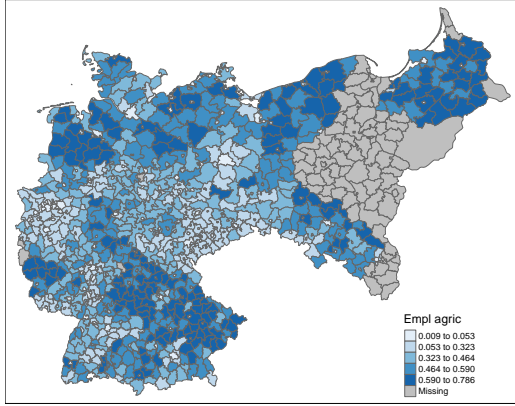 Empl agric
0.009 to 0.053
0.053 to 0.323
0.323 to 0.464
0.464 to 0.590
0.590 to 0.786
Missing